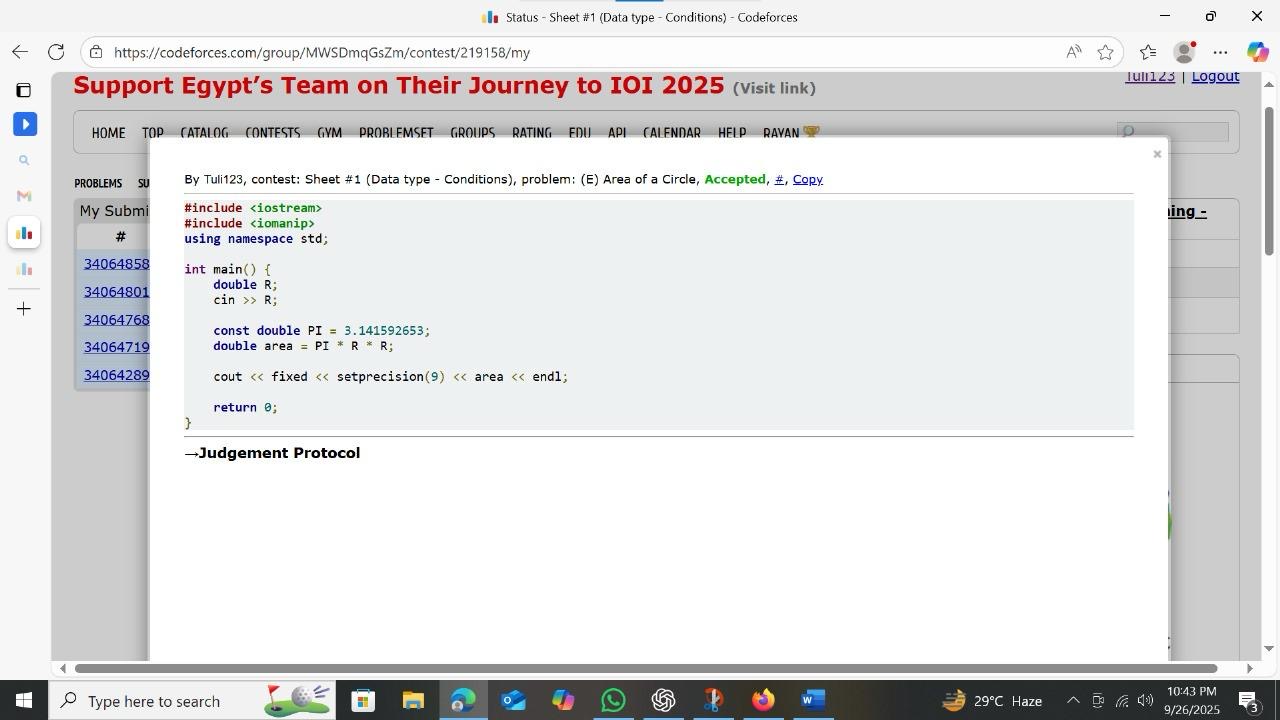 Status - Sheet #1 (Data type - Conditions) - Codeforces
https://codeforces.com/group/MWSDmqGsZm/contest/219158/my
Support Egypt's Team on Their Journey to IOI 2025 (Visit link)
Tuli123 | Logout
HOME TOP CATALOG CONTESTS GYM PROBLEMSET GROUPS RATING EDU API CALENDAR HELP RAYAN
By Tuli123, contest: Sheet #1 (Data type - Conditions), problem: (E) Area of a Circle, Accepted, #, Copy
PROBLEMS SU
My Submi
ing -
#
34064858
34064801
34064768
34064719
34064289
#include <iostream>
#include <iomanip>
using namespace std;
int main() {
double R;
cin >> R;
const double PI = 3.141592653;
double area = PI * R * R;
cout << fixed << setprecision(9) << area << endl;
return 0;
}
→Judgement Protocol
Type here to search
29°C Haze
10:43 PM
9/26/2025
3